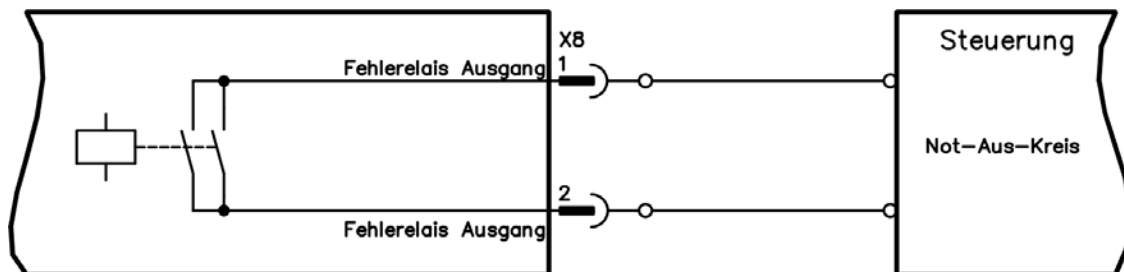 X8
Steuerung
Fehlerelais Ausgang
1
Not-Aus-Kreis
2
Fehlerelais Ausgang